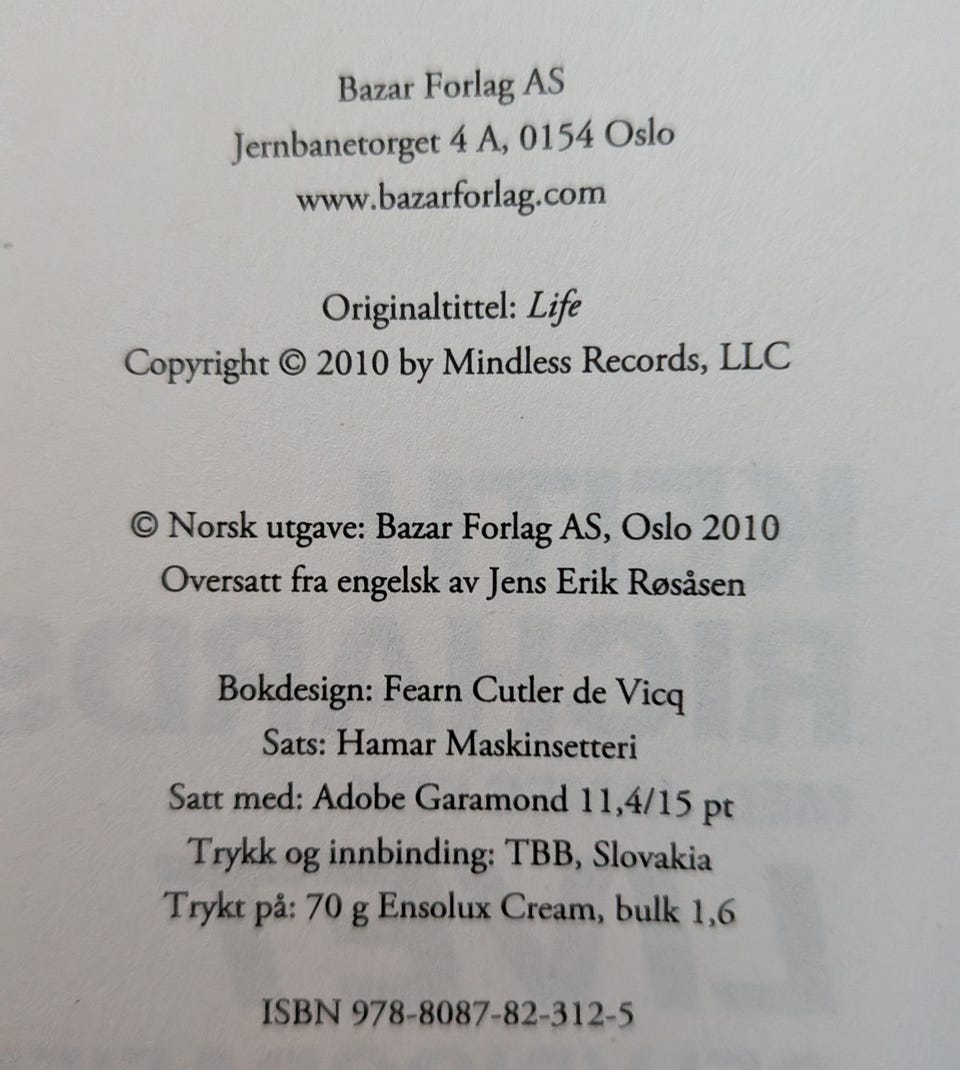 Bazar Forlag AS
Jernbanetorget 4 A, 0154 Oslo
www.bazarforlag.com
Originaltittel: Life
Copyright © 2010 by Mindless Records, LLC
© Norsk utgave: Bazar Forlag AS, Oslo 2010
Oversatt fra engelsk av Jens Erik Røsåsen
Bokdesign: Fearn Cutler de Vicq
Sats: Hamar Maskinsetteri
Satt med: Adobe Garamond 11,4/15 pt
Trykk og innbinding: TBB, Slovakia
Trykt på: 70 g Ensolux Cream, bulk 1,6
ISBN 978-8087-82-312-5